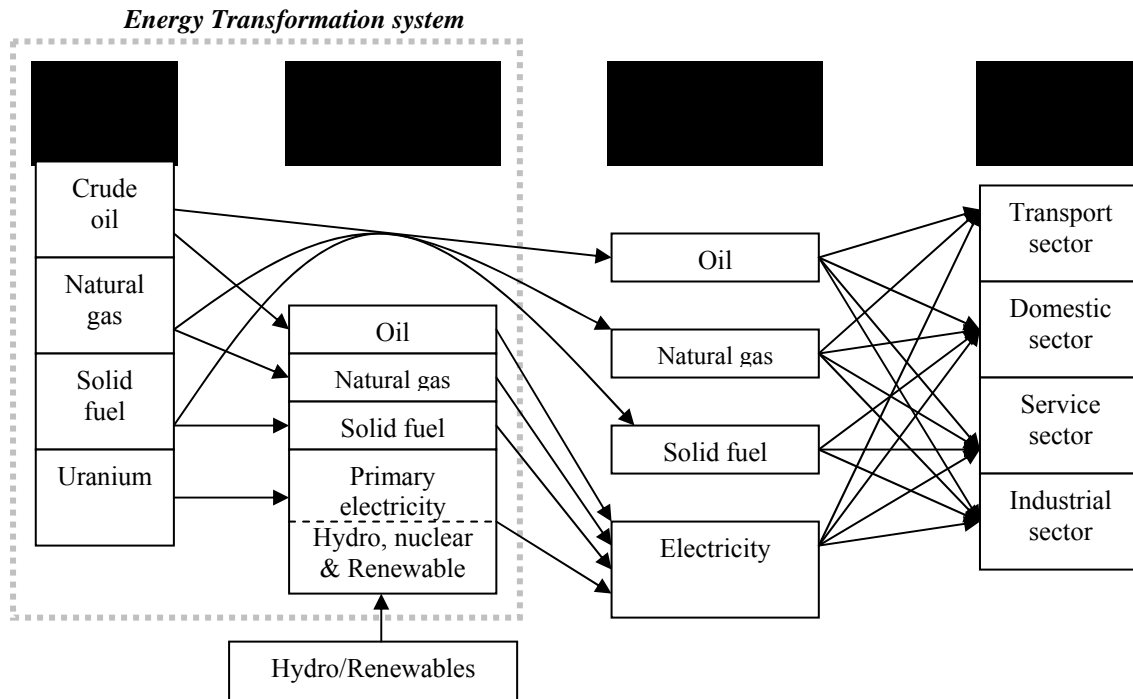 Energy Transformation system
Crude
oil
Natural
gas
Solid
fuel
Uranium
Oil
Natural gas
Solid fuel
Primary
electricity
Hydro, nuclear
& Renewable
Hydro/Renewables
Oil
Natural gas
Solid fuel
Electricity
Transport
sector
Domestic
sector
Service
sector
Industrial
sector